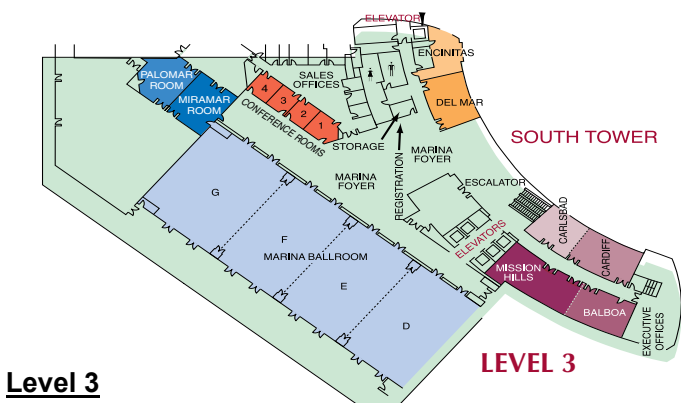 ELEVATOR
ENCINITAS
PALOMAR
ROOM
SALES
OFFICES
MIRAMAR
ROOM
4
3
2
1
CONFERENCE ROOMS
DEL MAR
SOUTH TOWER
STORAGE
MARINA
FOYER
MARINA
FOYER
REGISTRATION
ESCALATOR
G
CARLSBAD
F
ELEVATORS
CARDIFF
MARINA BALLROOM
MISSION
HILLS
E
BALBOA
D
EXECUTIVE
OFFICES
LEVEL 3
Level 3